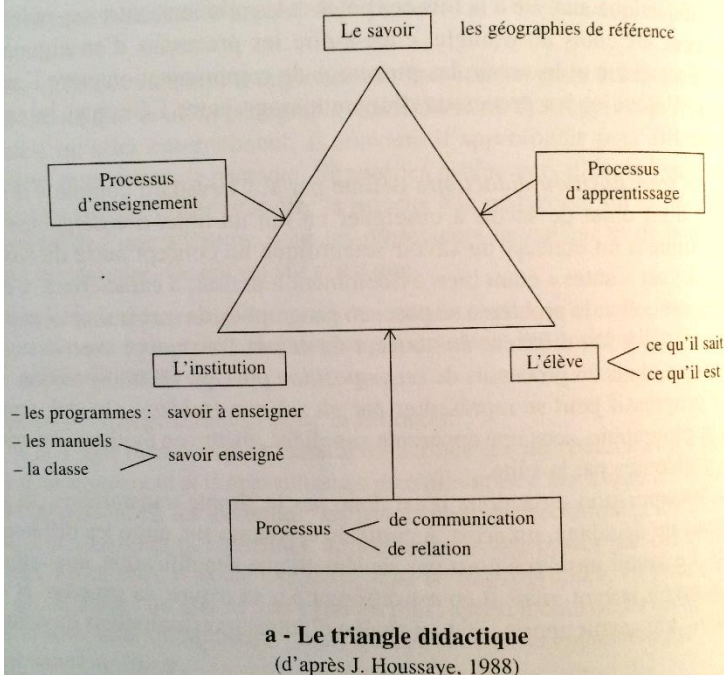 Le savoir
les géographies de référence
Processus
d'enseignement
Processus
d'apprentissage
L'institution
L'élève
ce qu'il sait
ce qu'il est
– les programmes : savoir à enseigner
– les manuels
savoir enseigné
– la classe
Processus
de communication
de relation
a - Le triangle didactique
(d'après J. Houssaye, 1988)